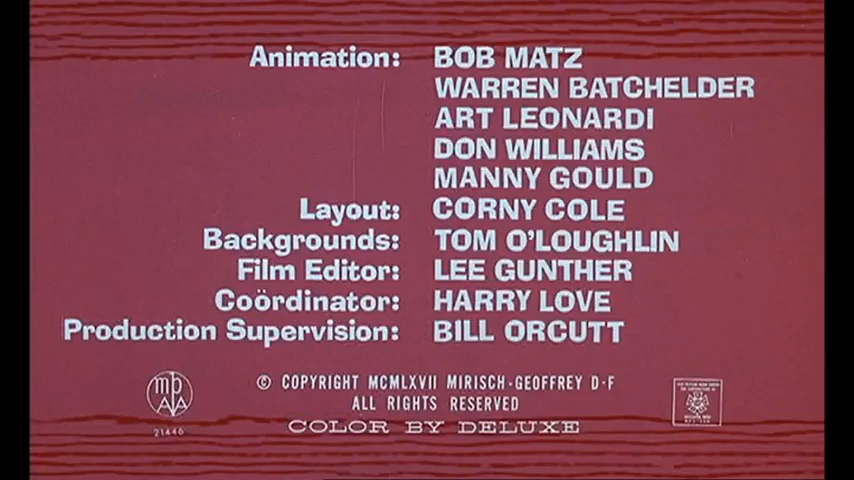 Animation: BOB MATZ
WARREN BATCHELDER
ART LEONARDI
DON WILLIAMS
MANNY GOULD
Layout: CORNY COLE
Backgrounds: TOM O'LOUGHLIN
Film Editor: LEE GUNTHER
Coördinator: HARRY LOVE
Production Supervision: BILL ORCUTT
© COPYRIGHT MCMLXVII MIRISCH-GEOFFREY D-F
ALL RIGHTS RESERVED
COLOR BY DELUXE
21446